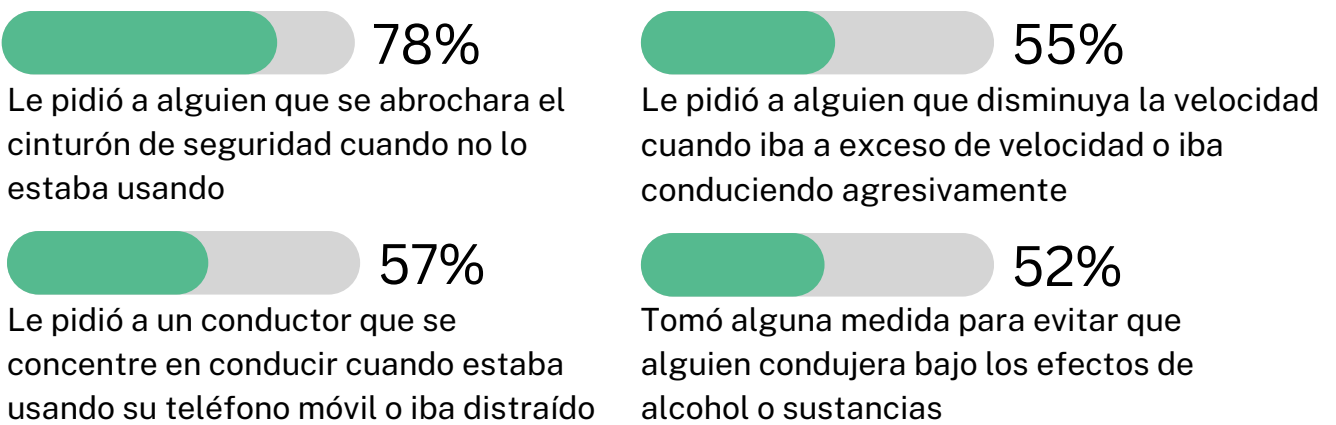 78%
Le pidió a alguien que se abrochara el
cinturón de seguridad cuando no lo
estaba usando
55%
Le pidió a alguien que disminuya la velocidad
cuando iba a exceso de velocidad o iba
conduciendo agresivamente
57%
Le pidió a un conductor que se
concentre en conducir cuando estaba
usando su teléfono móvil o iba distraído
52%
Tomó alguna medida para evitar que
alguien condujera bajo los efectos de
alcohol o sustancias